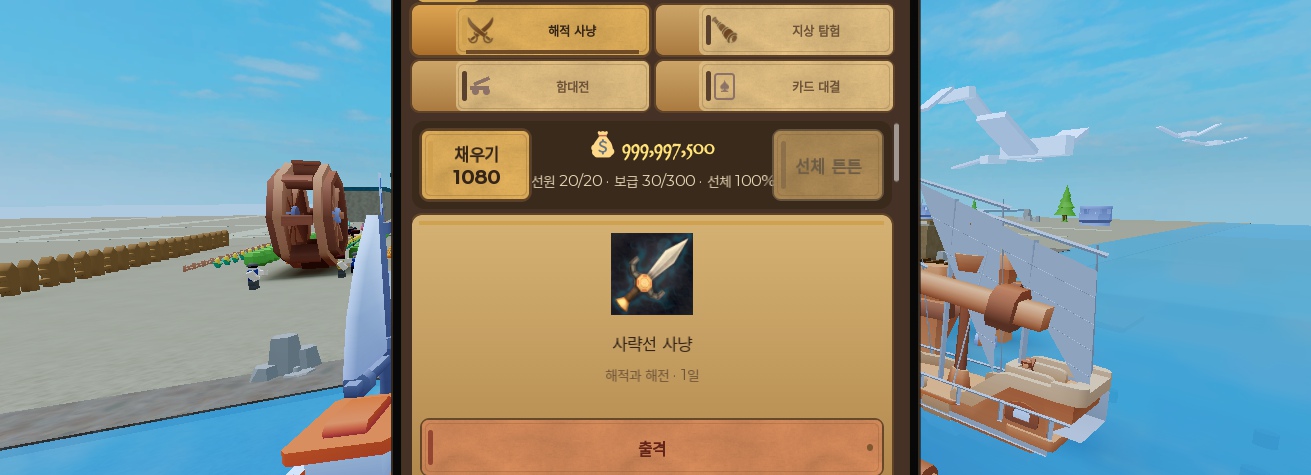 해적 사냥
지상 탐험
함대전
카드 대결
채우기
1080
999,997,500
선원 20/20 · 보급 30/300 · 선체 100%
선체 튼튼
사략선 사냥
해적과 해전 · 1일
출격